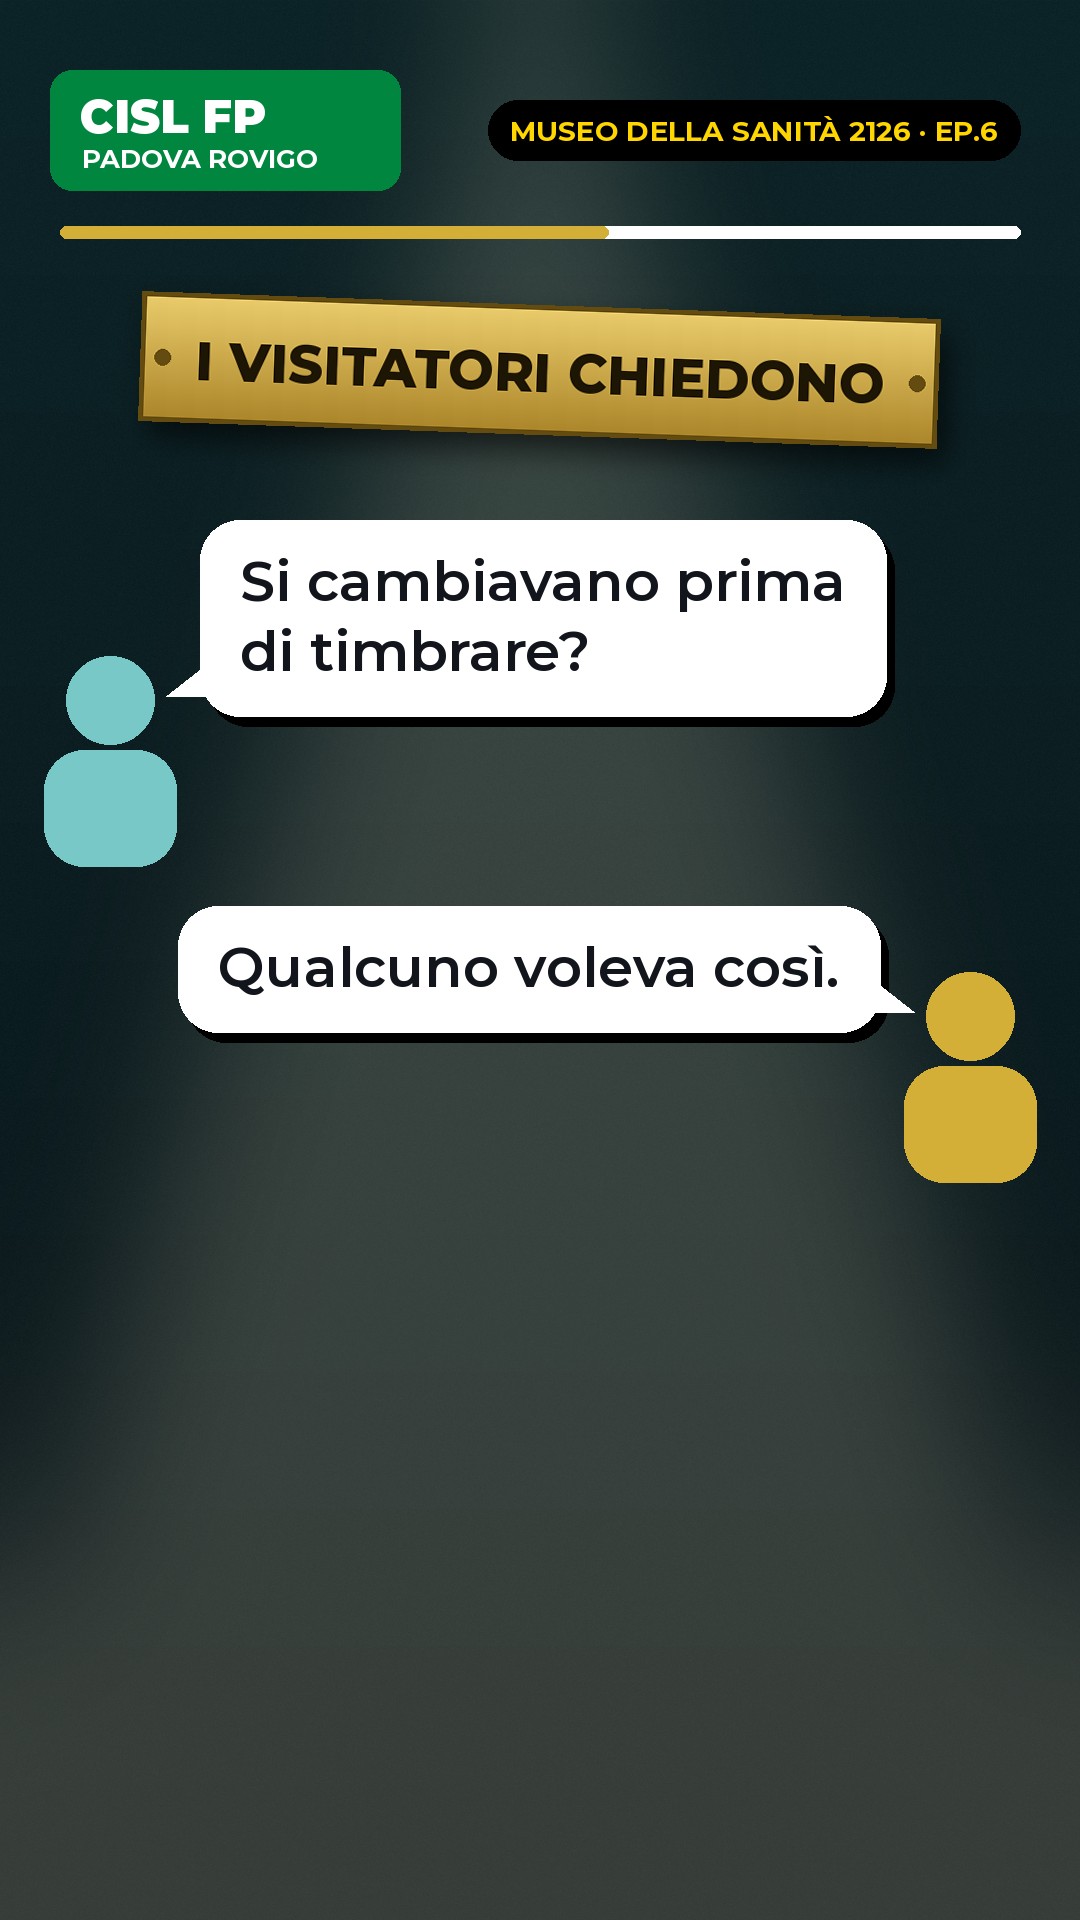 CISL FP
PADOVA ROVIGO
MUSEO DELLA SANITÀ 2126 · EP.6
I VISITATORI CHIEDONO
Si cambiavano prima
di timbrare?
Qualcuno voleva così.